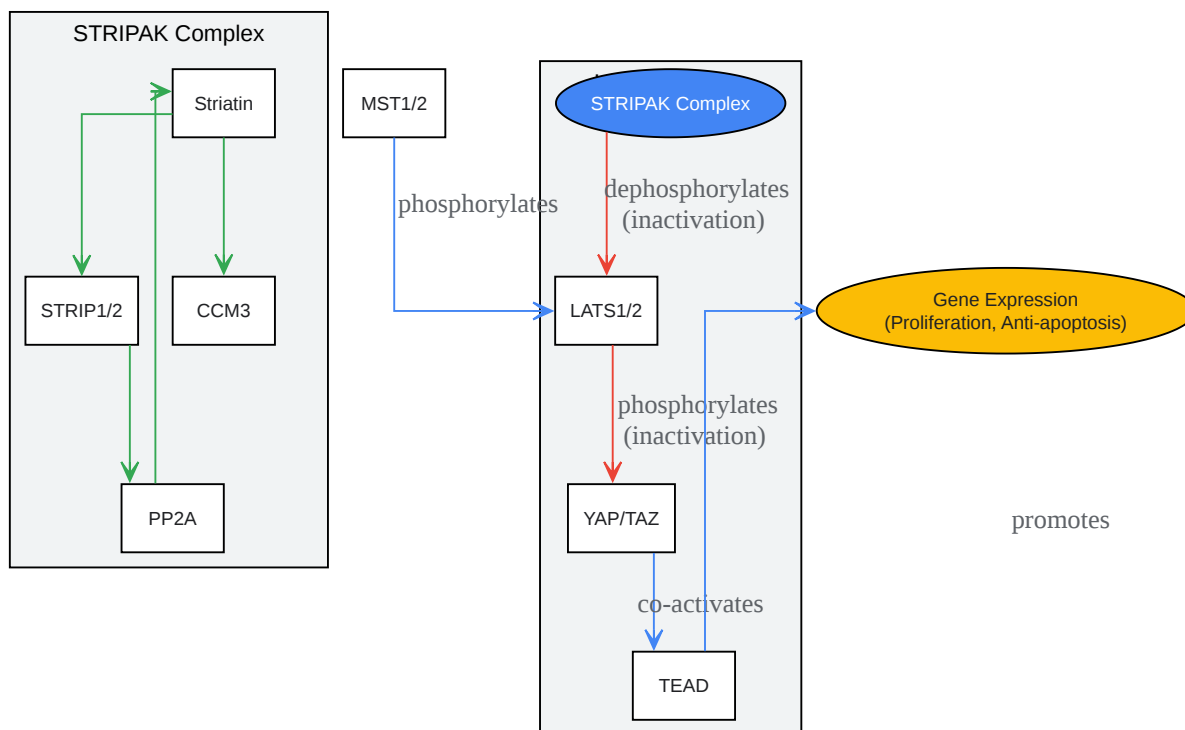 STRIPAK Complex
Striatin
MST1/2
STRIPAK Complex
phosphorylates
dephosphorylates
(inactivation)
STRIP1/2
CCM3
LATS1/2
Gene Expression
(Proliferation, Anti-apoptosis)
phosphorylates
(inactivation)
PP2A
YAP/TAZ
promotes
co-activates
TEAD